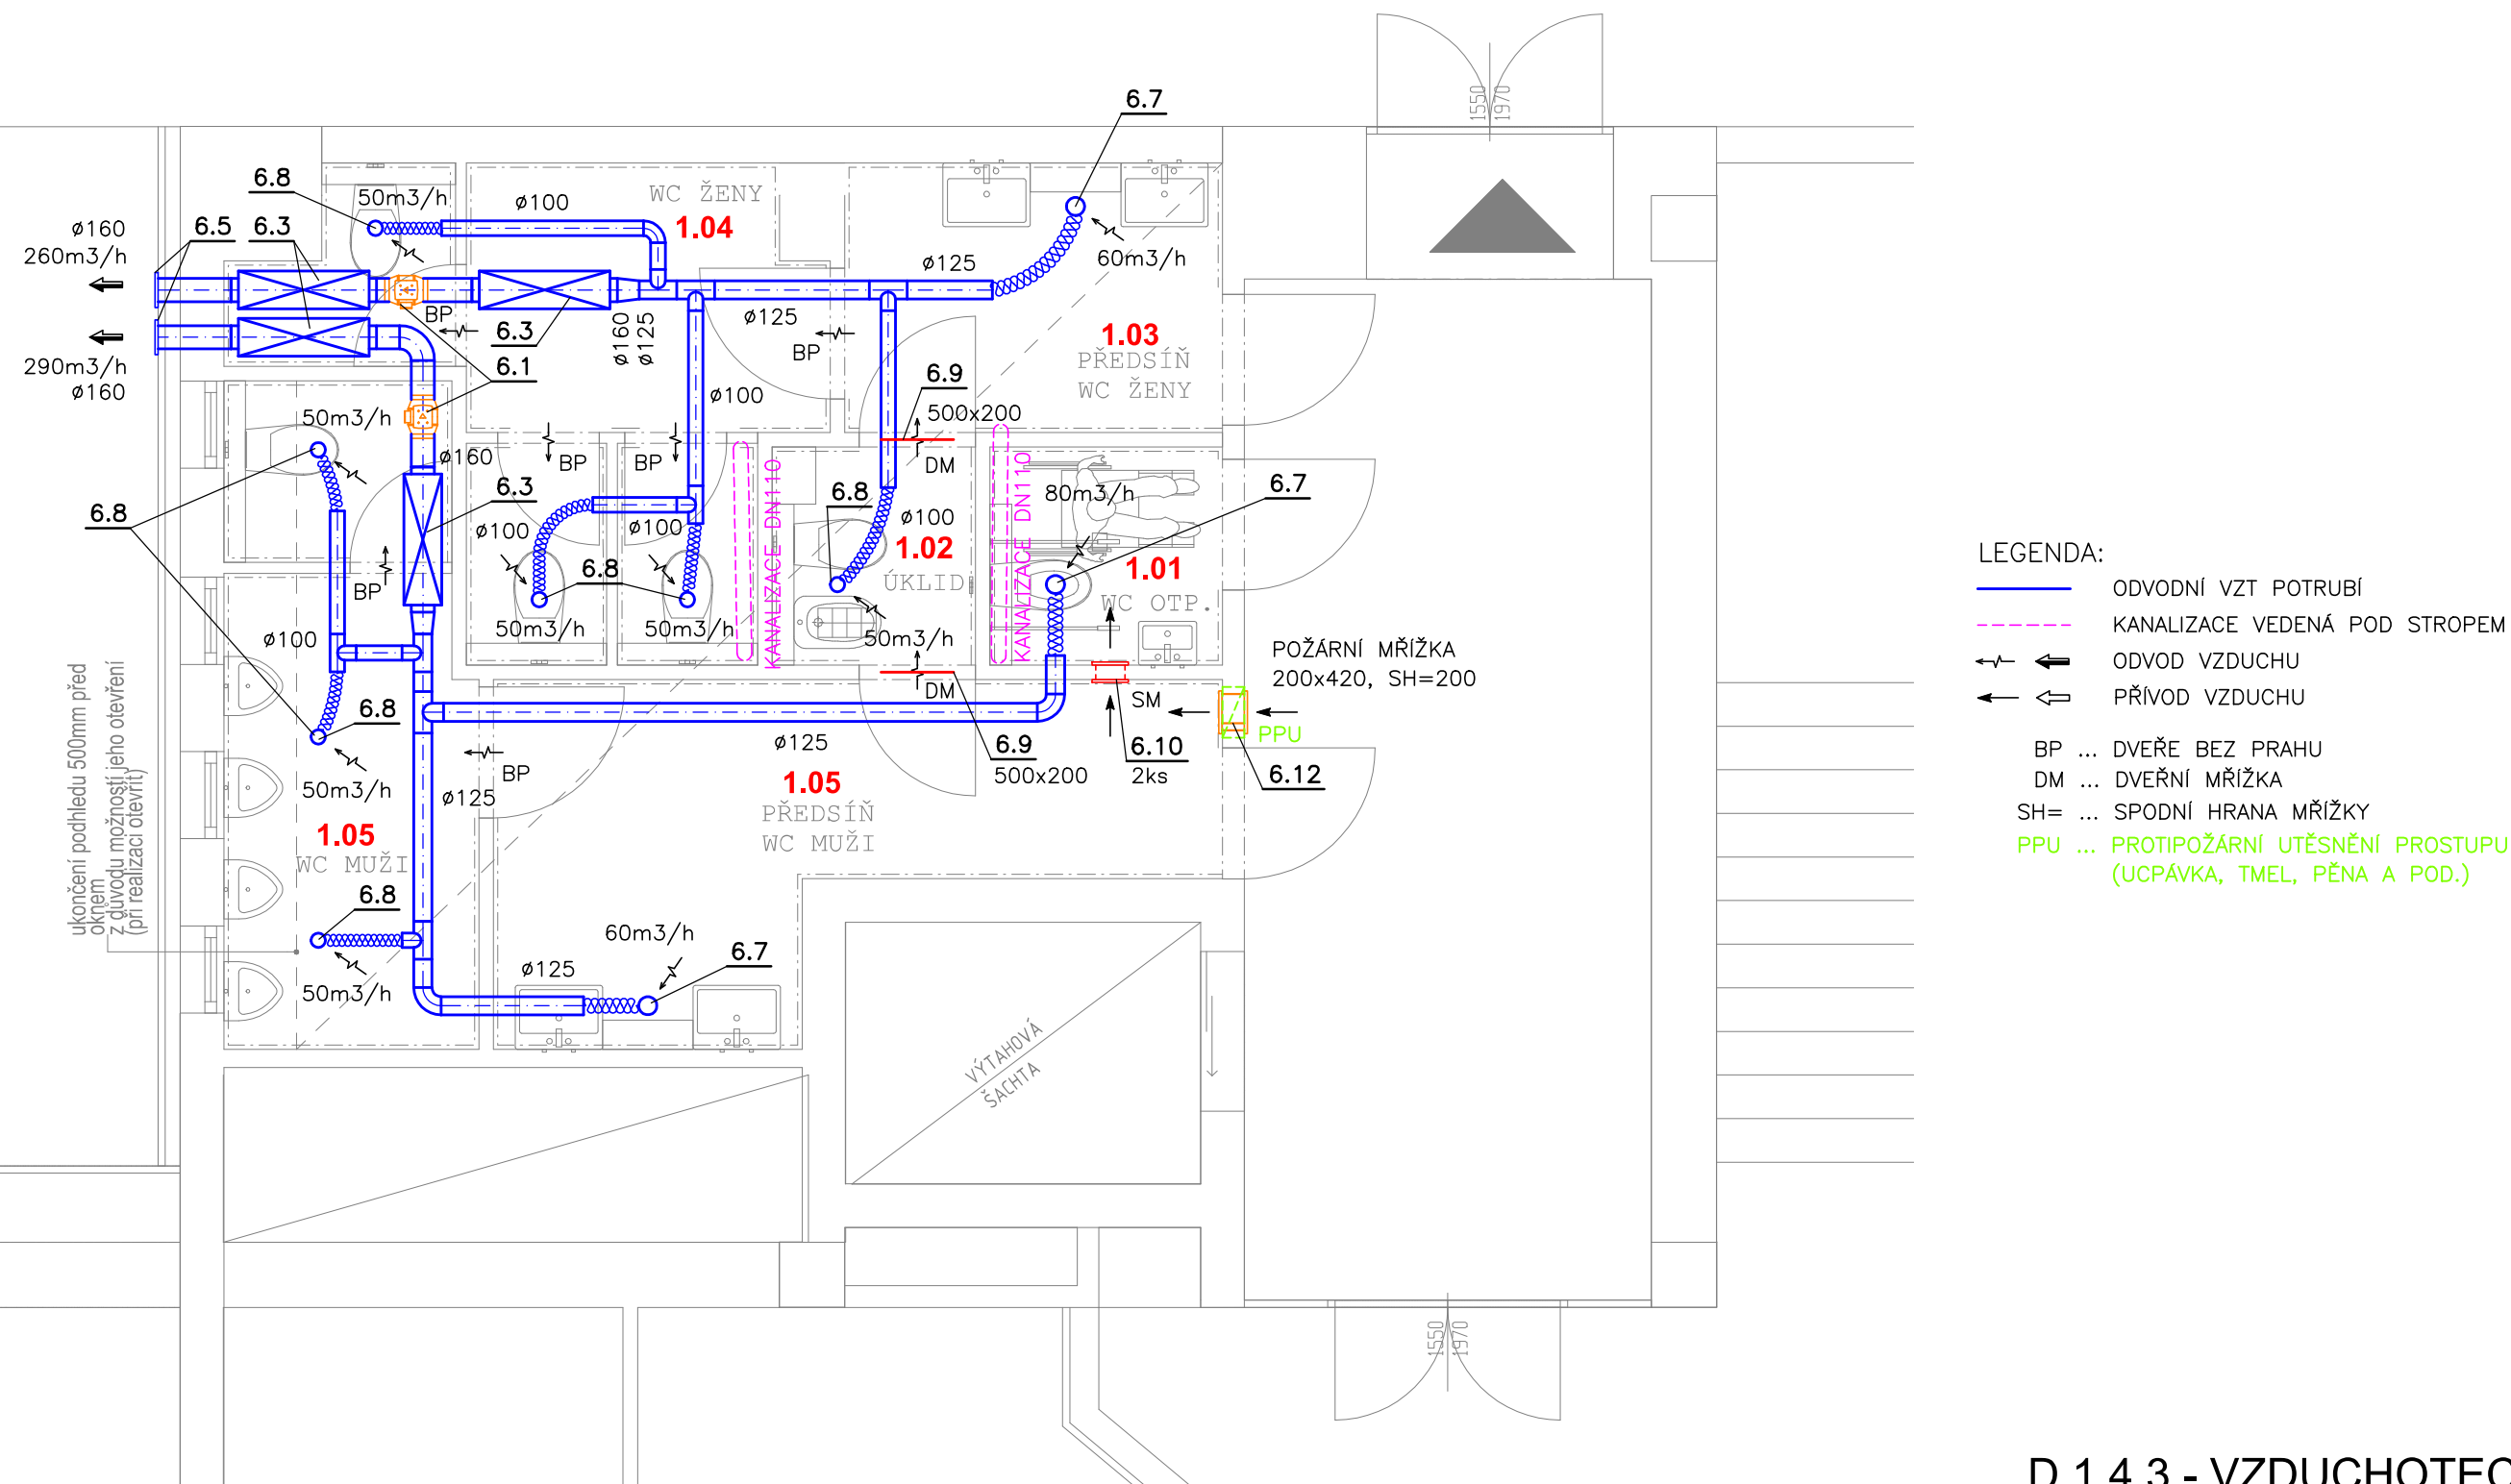 1550
1970
6.7
6.8
50m3/h
ø100
WC ŽENY
1.04
ø160
260m3/h
6.5
6.3
ø125
60m3/h
290m3/h
ø160
BP
6.3
6.1
ø160
ø125
ø125
BP
1.03
PŘEDSÍŇ
WC ŽENY
6.9
500x200
ø100
50m3/h
ø160
BP
BP
DM
6.3
6.8
80m3/h
6.7
6.8
KANALIZACE DN110
KANALIZACE DN110
ø100
ø100
ø100
1.02
ÚKLID
1.01
WC OTP.
BP
6.8
50m3/h
50m3/h
50m3/h
ø100
DM
SM
POŽÁRNÍ MŘÍŽKA
200x420, SH=200
PPU
6.8
ø125
6.9
500x200
6.10
2ks
6.12
BP
50m3/h
ø125
1.05
PŘEDSÍŇ
WC MUŽI
1.05
WC MUŽI
ukončení podhledu 500mm před
oknem
z důvodu možností jeho otevření
(při realizaci otevřit)
6.8
50m3/h
60m3/h
6.7
ø125
VÝTAHOVÁ
ŠACHTA
1550
1970
LEGENDA:
ODVODNÍ VZT POTRUBÍ
KANALIZACE VEDENÁ POD STROPEM
ODVOD VZDUCHU
PŘÍVOD VZDUCHU
BP ... DVEŘE BEZ PRAHU
DM ... DVEŘNÍ MŘÍŽKA
SH= ... SPODNÍ HRANA MŘÍŽKY
PPU ... PROTIPOŽÁRNÍ UTĚSNĚNÍ PROSTUPU
(UCPÁVKA, TMEL, PĚNA A POD.)
D.1.4.3 - VZDUCHOTEC